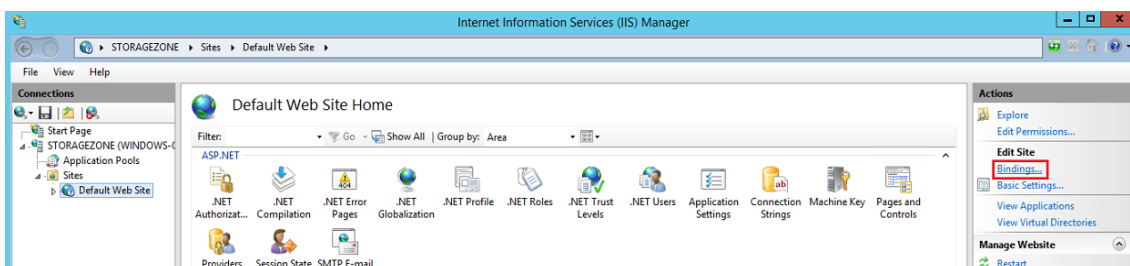 Internet Information Services (IIS) Manager
STORAGEZONE Sites Default Web Site
File View Help
Connections
Start Page
STORAGEZONE (WINDOWS-
Application Pools
Sites
Default Web Site
Default Web Site Home
Filter: Go Show All Group by: Area
ASP.NET
.NET Authorizat...
.NET Compilation
.NET Error Pages
.NET Globalization
.NET Profile
.NET Roles
.NET Trust Levels
.NET Users
Application Settings
Connection Strings
Machine Key
Pages and Controls
Providers
Session State
SMTP E-mail
Actions
Explore
Edit Permissions...
Edit Site
Bindings...
Basic Settings...
View Applications
View Virtual Directories
Manage Website
Restart